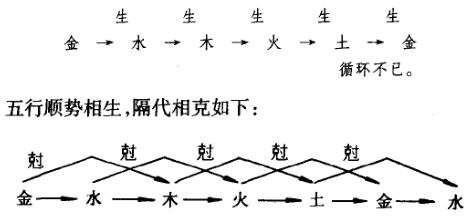 生 生 生 生 生
金 → 水 → 木 → 火 → 土 → 金
循环不已。
五行顺势相生，隔代相克如下：
尅 尅 尅 尅 尅
金 → 水 → 木 → 火 → 土 → 金 → 水